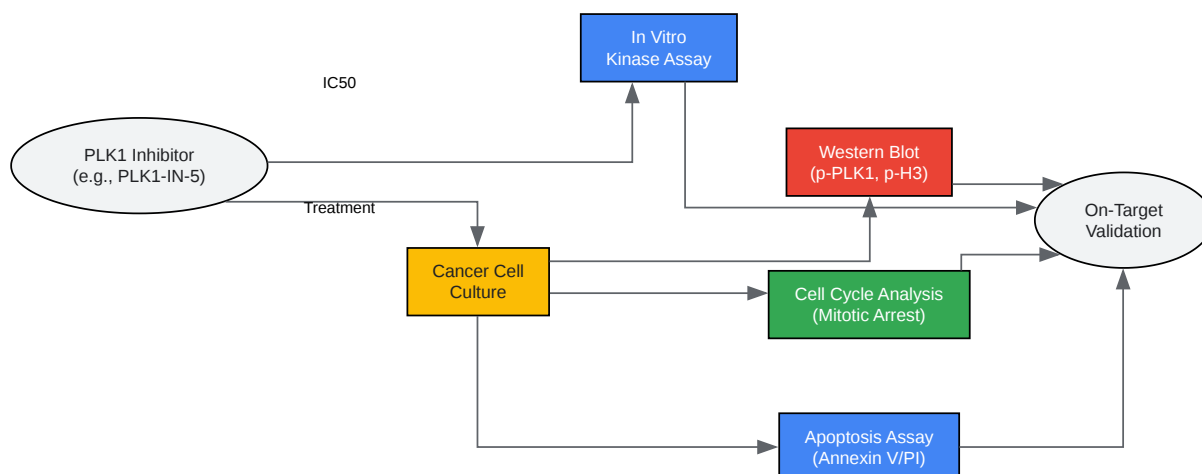 In Vitro
Kinase Assay
IC50
PLK1 Inhibitor
(e.g., PLK1-IN-5)
Western Blot
(p-PLK1, p-H3)
Treatment
On-Target
Validation
Cancer Cell
Culture
Cell Cycle Analysis
(Mitotic Arrest)
Apoptosis Assay
(Annexin V/PI)